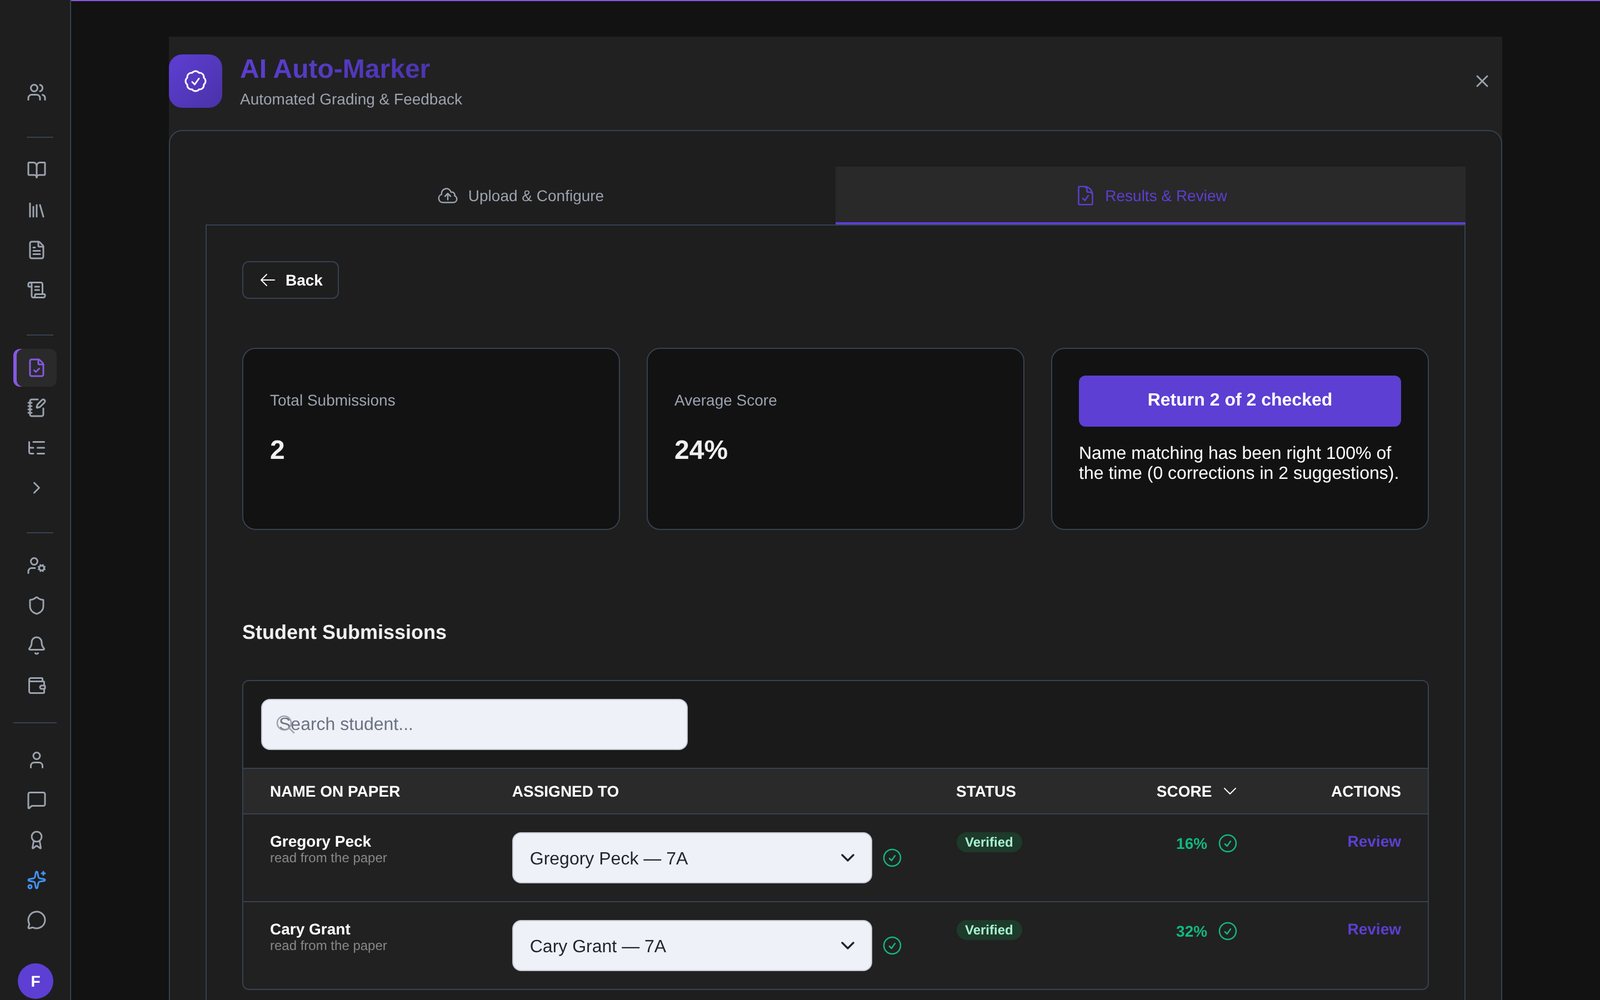 AI Auto-Marker
Automated Grading & Feedback
Upload & Configure
Results & Review
Back
Total Submissions
2
Average Score
24%
Return 2 of 2 checked
Name matching has been right 100% of
the time (0 corrections in 2 suggestions).
Student Submissions
Search student...
NAME ON PAPER ASSIGNED TO STATUS SCORE ACTIONS
Gregory Peck
read from the paper
Gregory Peck — 7A
Verified
16%
Review
Cary Grant
read from the paper
Cary Grant — 7A
Verified
32%
Review
F